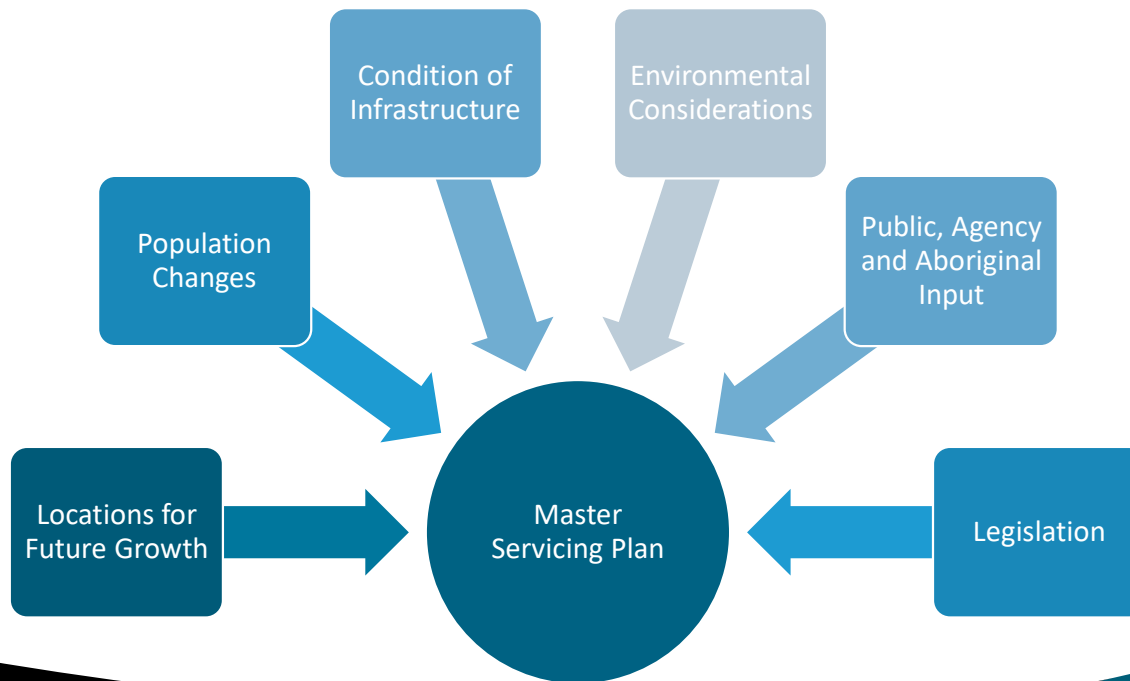 Condition of
Infrastructure
Environmental
Considerations
Population
Changes
Public, Agency
and Aboriginal
Input
Locations for
Future Growth
Master
Servicing Plan
Legislation